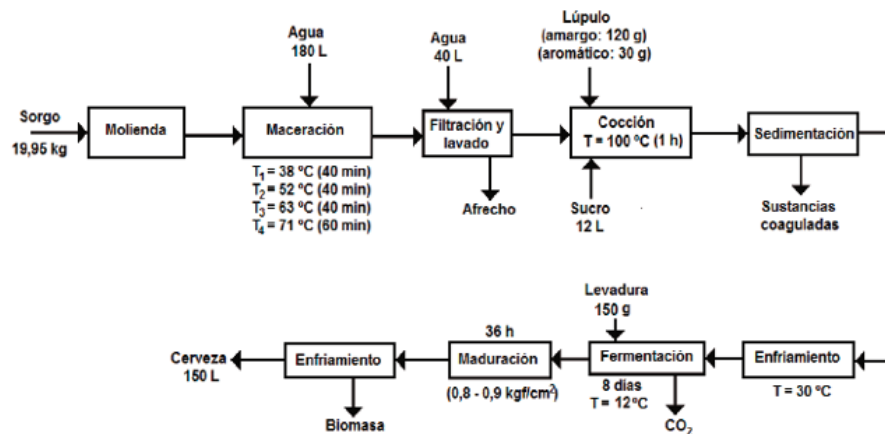 Lúpulo
(amargo: 120 g)
(aromático: 30 g)
Agua
180 L
Agua
40 L
Sorgo
19,95 kg
Molienda
Maceración
Filtración y
lavado
Cocción
T = 100 ºC (1 h)
Sedimentación
T1 = 38 ºC (40 min)
T2 = 52 ºC (40 min)
T3 = 63 ºC (40 min)
T4 = 71 ºC (60 min)
Afrecho
Sucro
12 L
Sustancias
coaguladas
Levadura
150 g
36 h
Cerveza
150 L
Enfriamiento
Maduración
Fermentación
Enfriamiento
(0,8 - 0,9 kgf/cm²)
8 dias
T = 12ºC
T = 30 ºC
Biomasa
CO2